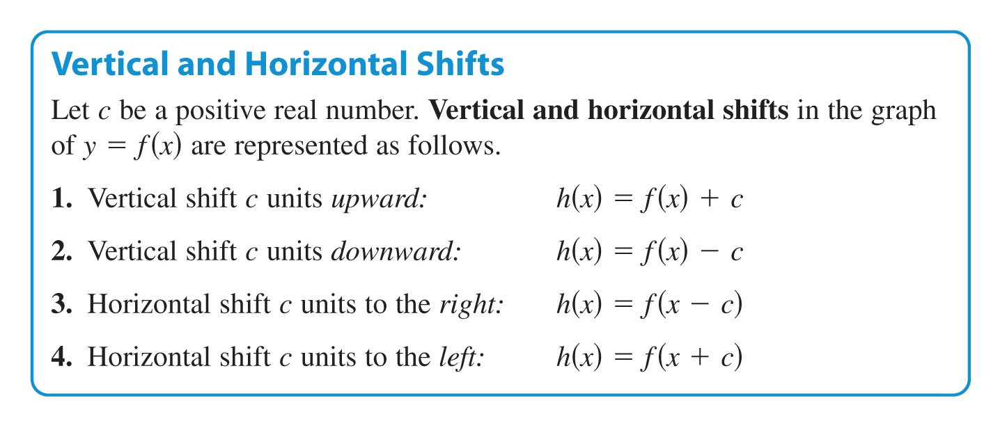 Vertical and Horizontal Shifts
Let c be a positive real number. Vertical and horizontal shifts in the graph
of y = f(x) are represented as follows.
1. Vertical shift c units upward: h(x) = f(x) + c
2. Vertical shift c units downward: h(x) = f(x) − c
3. Horizontal shift c units to the right: h(x) = f(x − c)
4. Horizontal shift c units to the left: h(x) = f(x + c)